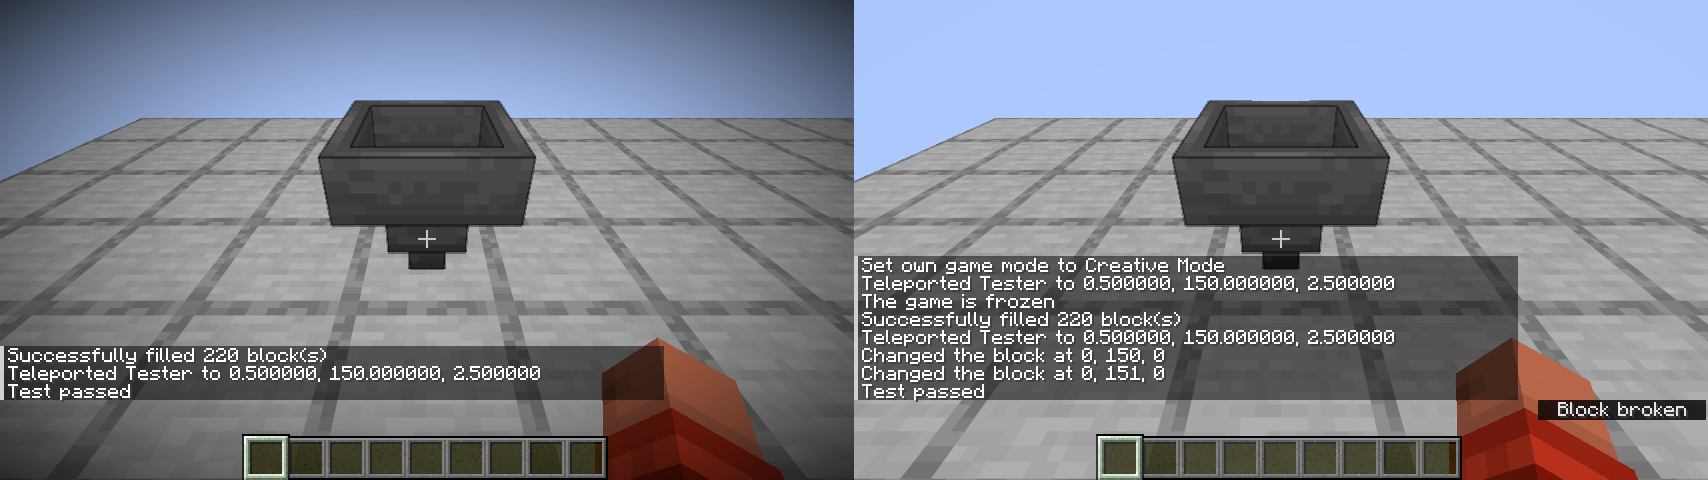 Successfully filled 220 block(s)
Teleported Tester to 0.500000, 150.000000, 2.500000
Test passed
Set own game mode to Creative Mode
Teleported Tester to 0.500000, 150.000000, 2.500000
The game is frozen
Successfully filled 220 block(s)
Teleported Tester to 0.500000, 150.000000, 2.500000
Changed the block at 0, 150, 0
Changed the block at 0, 151, 0
Test passed
Block broken